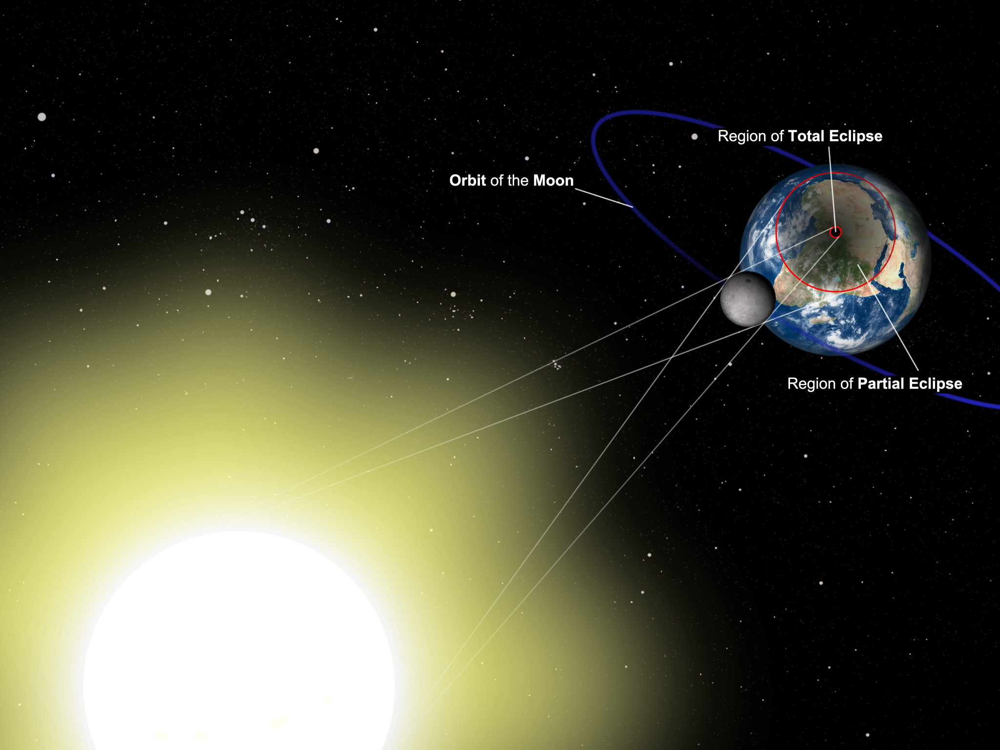 Region of Total Eclipse
Orbit of the Moon
Region of Partial Eclipse